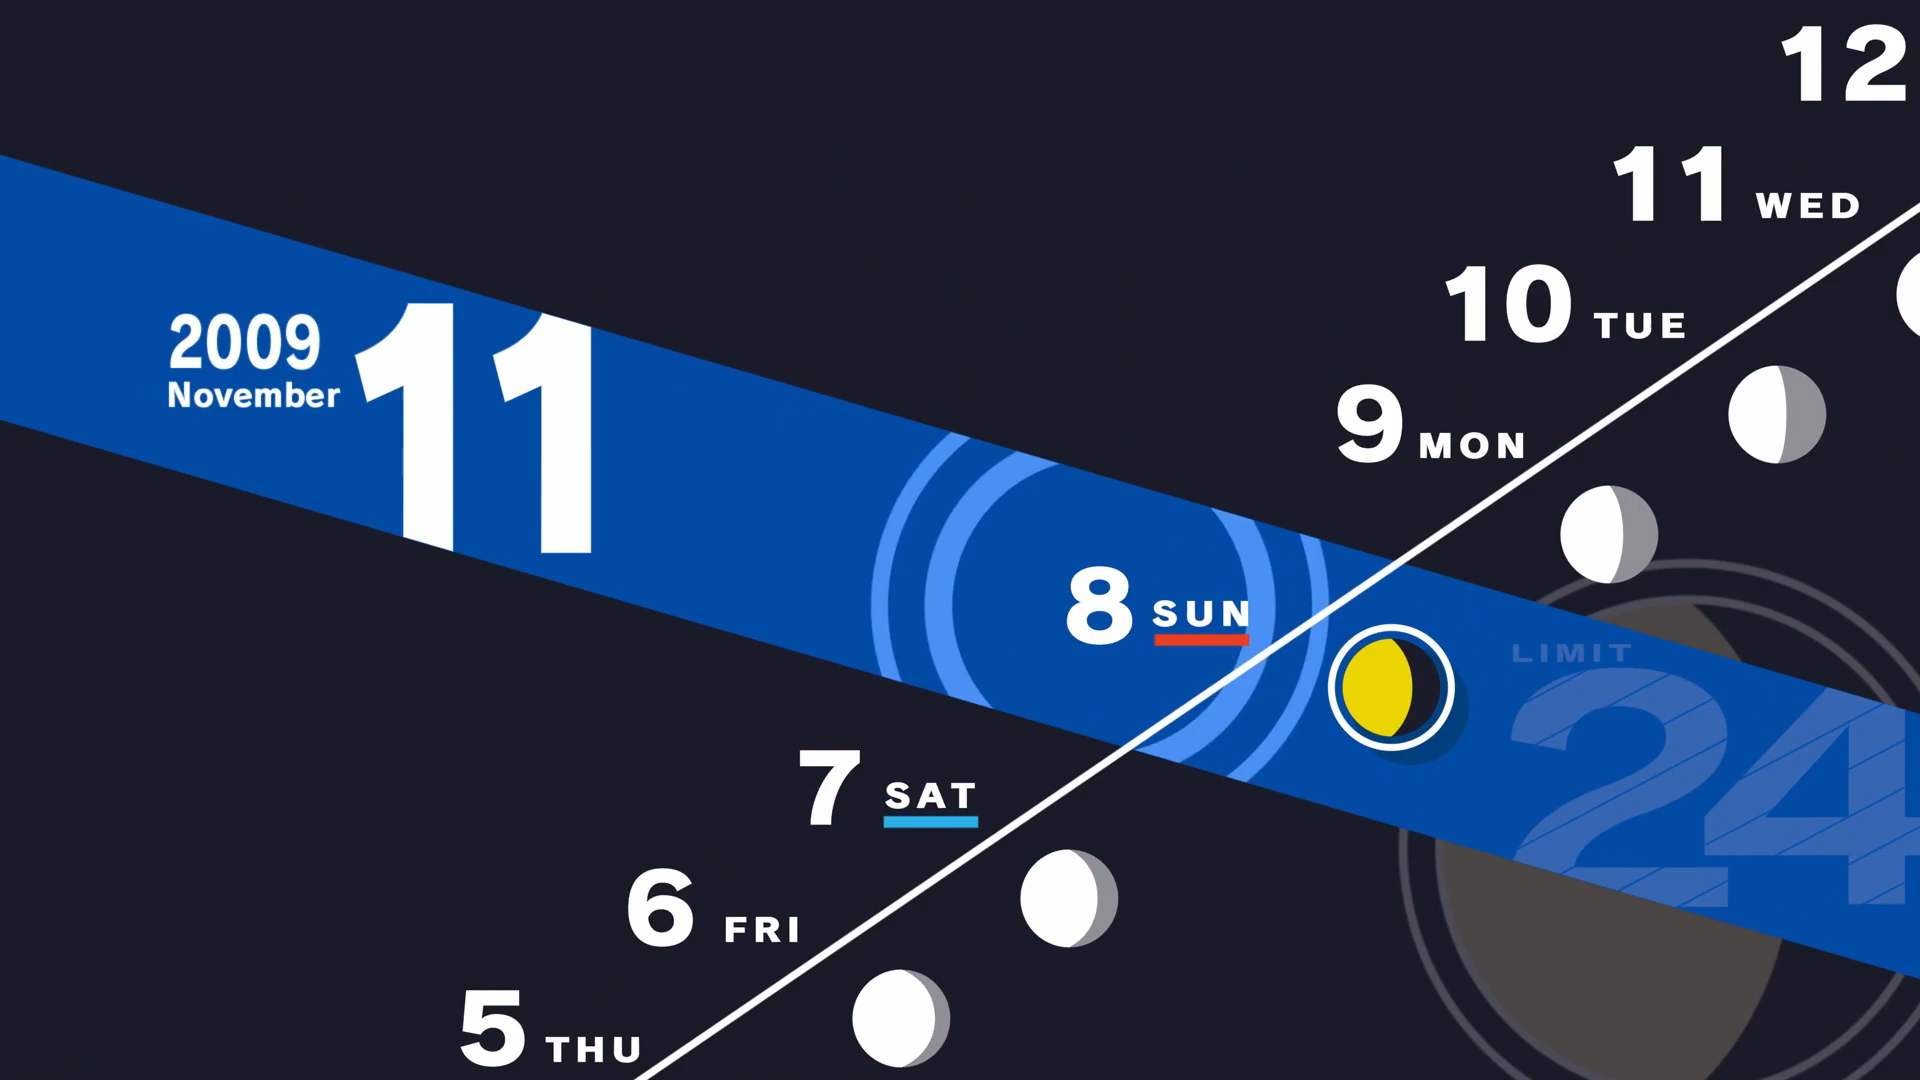 12
11 WED
10 TUE
2009
November
11
9 MON
8 SUN
LIMIT
24
7 SAT
6 FRI
5 THU